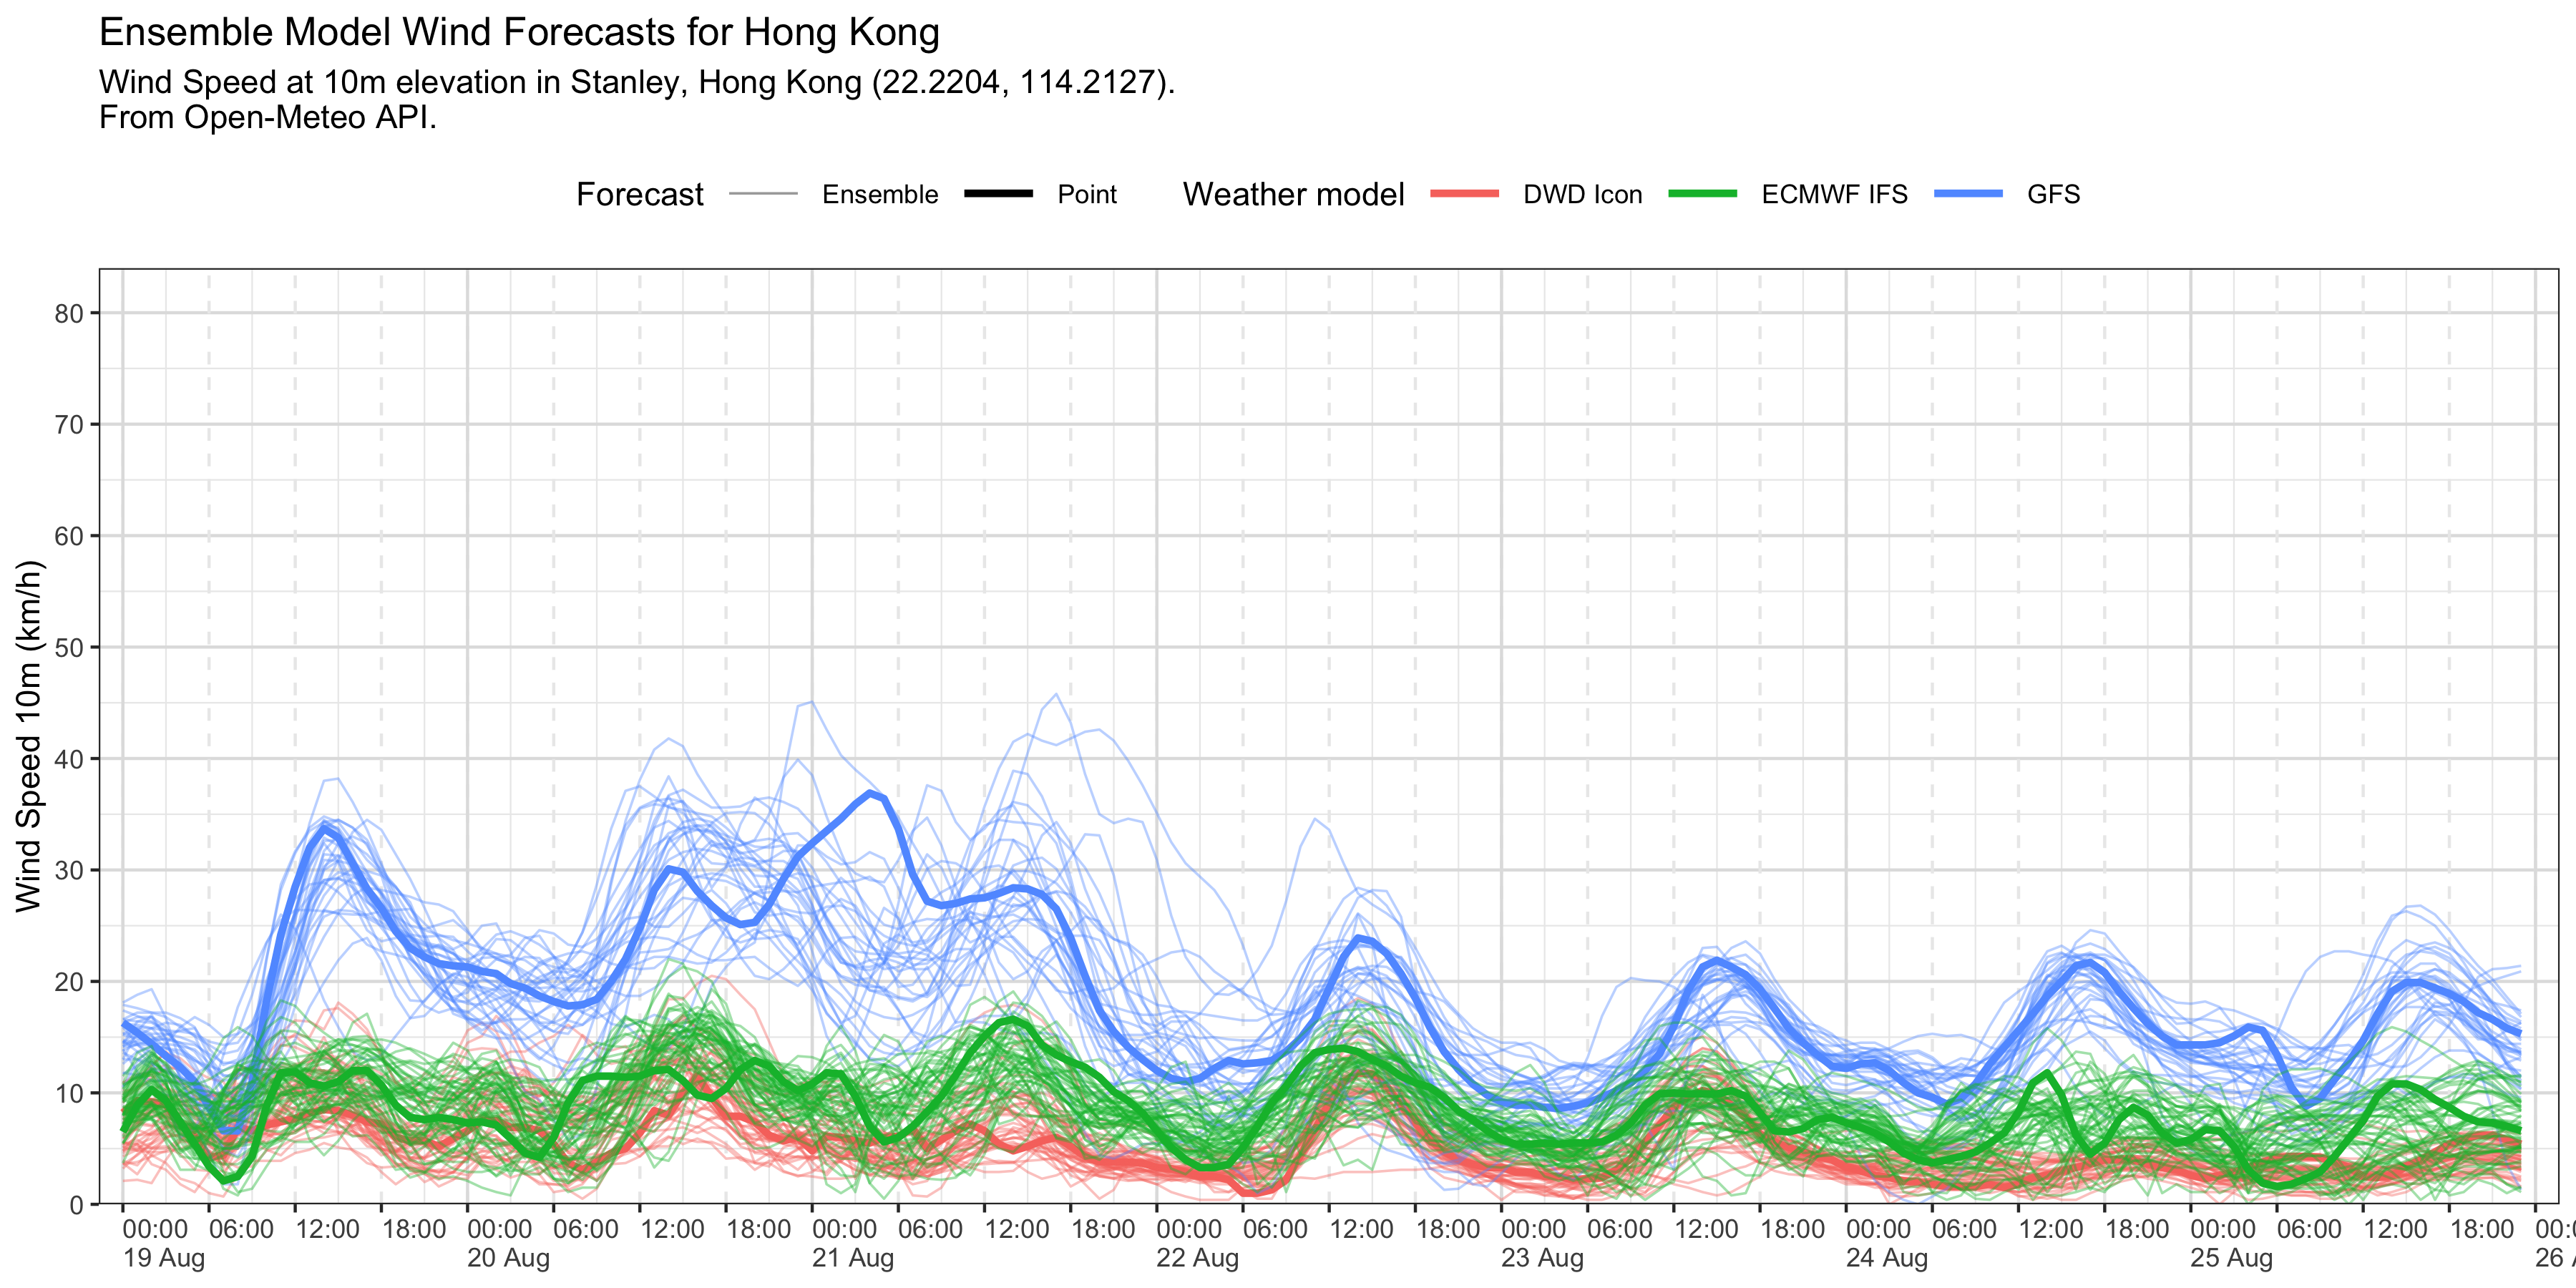 Ensemble Model Wind Forecasts for Hong Kong
Wind Speed at 10m elevation in Stanley, Hong Kong (22.2204, 114.2127).
From Open-Meteo API.
Forecast Ensemble Point Weather model DWD Icon ECMWF IFS GFS
Wind Speed 10m (km/h)
80
70
60
50
40
30
20
10
0
00:00 06:00 12:00 18:00 00:00 06:00 12:00 18:00 00:00 06:00 12:00 18:00 00:00 06:00 12:00 18:00 00:00 06:00 12:00 18:00 00:00 06:00 12:00 18:00 00:00 06:00 12:00 18:00 00:0
19 Aug 20 Aug 21 Aug 22 Aug 23 Aug 24 Aug 25 Aug 26 A